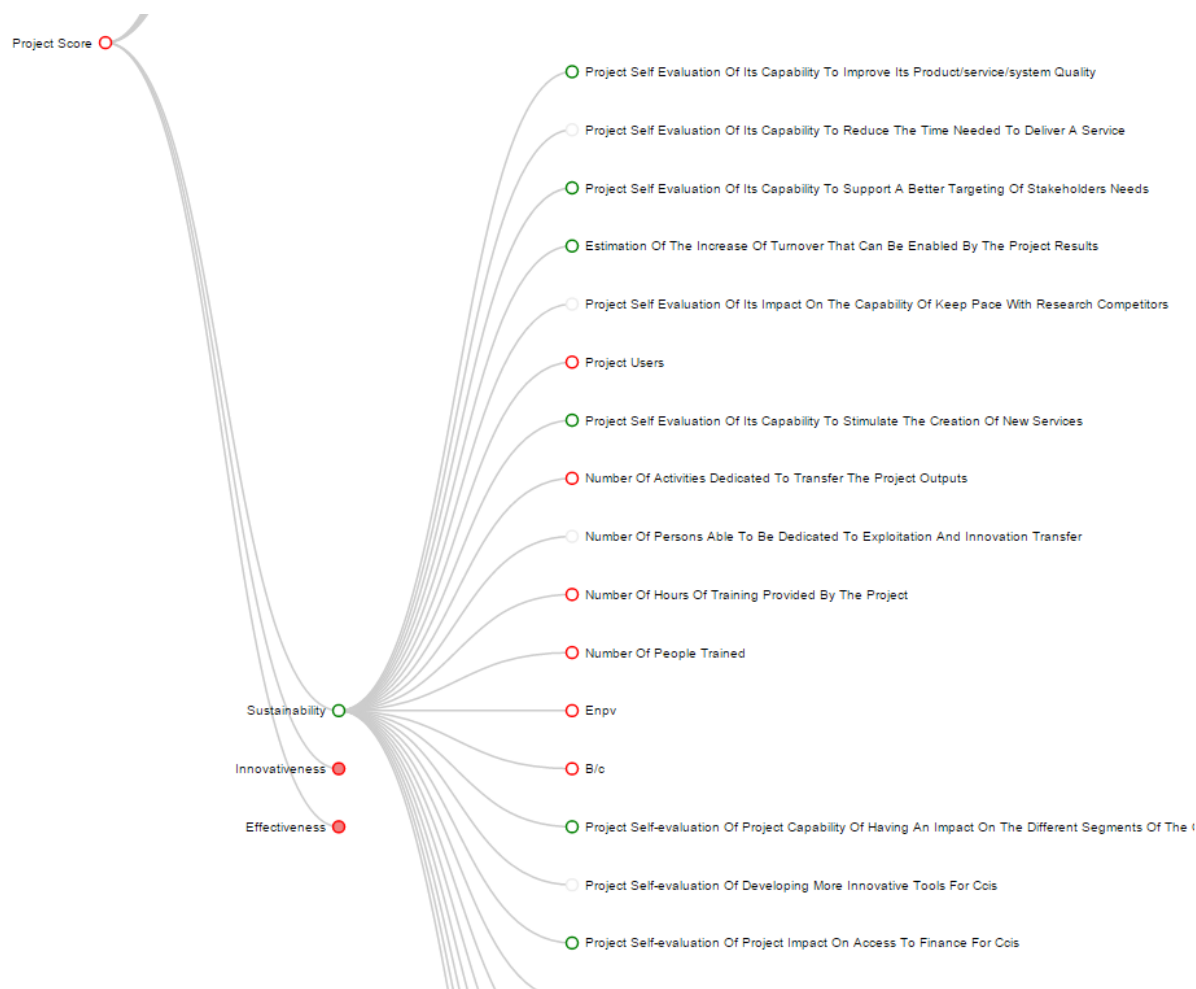 Project Score
Project Self Evaluation Of Its Capability To Improve Its Product/service/system Quality
Project Self Evaluation Of Its Capability To Reduce The Time Needed To Deliver A Service
Project Self Evaluation Of Its Capability To Support A Better Targeting Of Stakeholders Needs
Estimation Of The Increase Of Turnover That Can Be Enabled By The Project Results
Project Self Evaluation Of Its Impact On The Capability Of Keep Pace With Research Competitors
Project Users
Project Self Evaluation Of Its Capability To Stimulate The Creation Of New Services
Number Of Activities Dedicated To Transfer The Project Outputs
Number Of Persons Able To Be Dedicated To Exploitation And Innovation Transfer
Number Of Hours Of Training Provided By The Project
Number Of People Trained
Sustainability
Enpv
Innovativeness
B/c
Effectiveness
Project Self-evaluation Of Project Capability Of Having An Impact On The Different Segments Of The
Project Self-evaluation Of Developing More Innovative Tools For Ccis
Project Self-evaluation Of Project Impact On Access To Finance For Ccis